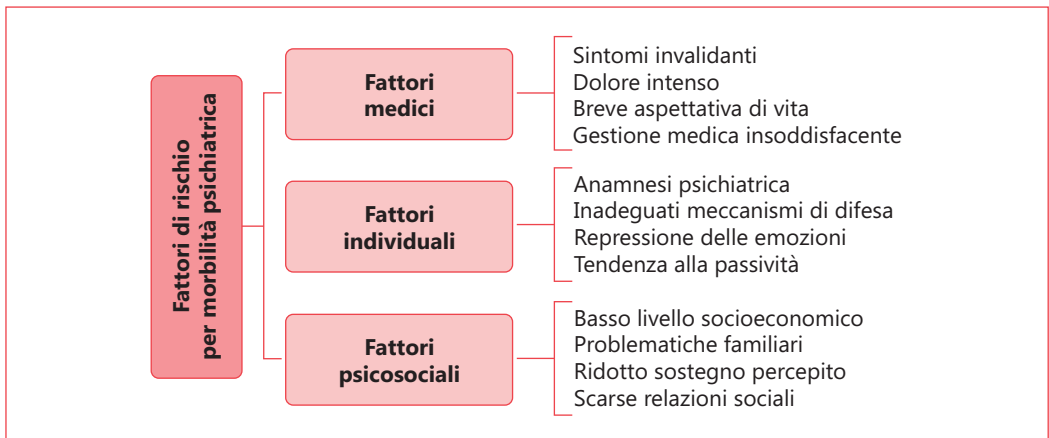 Fattori di rischio
per morbilità psichiatrica
Fattori
medici
Sintomi invalidanti
Dolore intenso
Breve aspettativa di vita
Gestione medica insoddisfacente
Fattori
individuali
Anamnesi psichiatrica
Inadeguati meccanismi di difesa
Repressione delle emozioni
Tendenza alla passività
Fattori
psicosociali
Basso livello socioeconomico
Problematiche familiari
Ridotto sostegno percepito
Scarse relazioni sociali